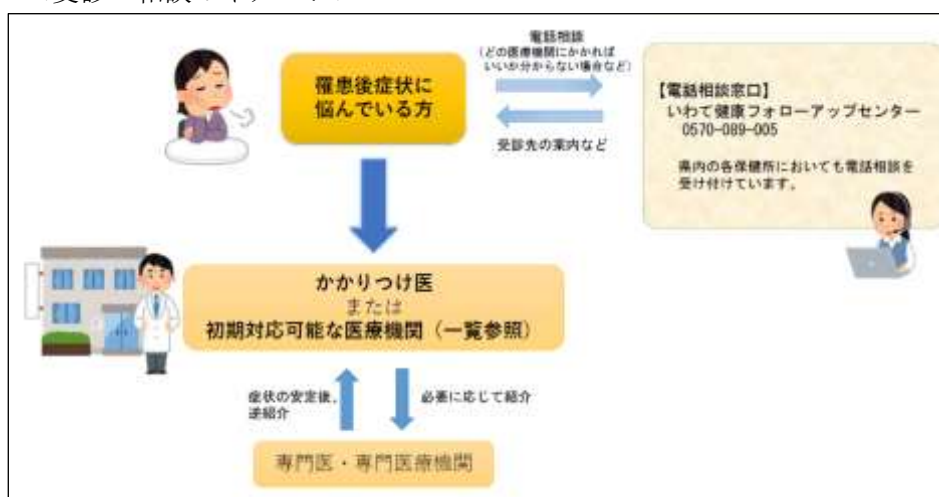 罹患後症状に
悩んでいる方
電話相談
(どの医療機関にかかれば
いいか分からない場合など)
受診先の案内など
【電話相談窓口】
いわて健康フォローアップセンター
0570-089-005
県内の各保健所においても電話相談を
受け付けています。
かかりつけ医
または
初期対応可能な医療機関(一覧参照)
症状の安定後、
逆紹介
必要に応じて紹介
専門医・専門医療機関